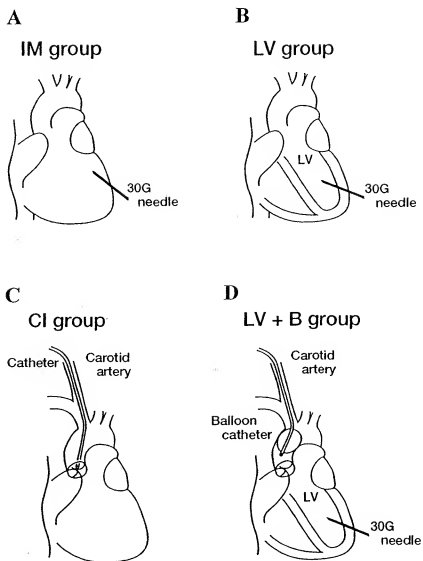 A
IM group
30G
needle
B
LV group
LV
30G
needle
C
CI group
Catheter
Carotid
artery
D
LV + B group
Carotid
artery
Balloon
catheter
LV
30G
needle